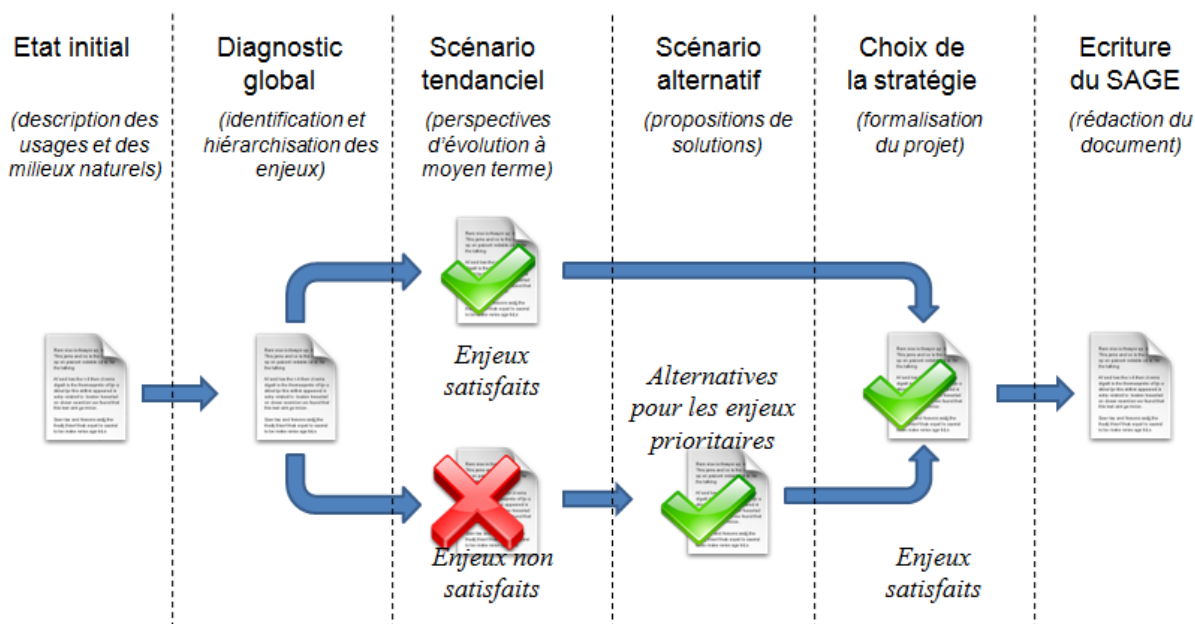 Etat initial
(description des
usages et des
milieux naturels)
Diagnostic
global
(identification et
hiérarchisation des
enjeux)
Scénario
tendanciel
(perspectives
d'évolution à
moyen terme)
Scénario
alternatif
(propositions de
solutions)
Choix de
la stratégie
(formalisation
du projet)
Ecriture
du SAGE
(rédaction du
document)
Enjeux
satisfaits
Alternatives
pour les enjeux
prioritaires
Enjeux non
satisfaits
Enjeux
satisfaits